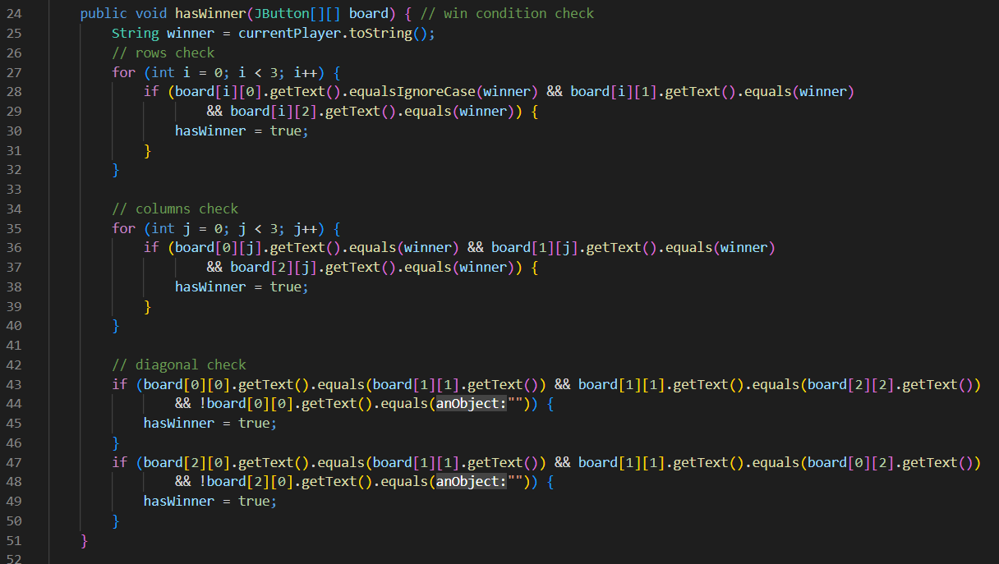 24 public void hasWinner(JButton[][] board) { // win condition check
25 String winner = currentPlayer.toString();
26 // rows check
27 for (int i = 0; i < 3; i++) {
28 if (board[i][0].getText().equalsIgnoreCase(winner) && board[i][1].getText().equals(winner)
29 && board[i][2].getText().equals(winner)) {
30 hasWinner = true;
31 }
32 }
33
34 // columns check
35 for (int j = 0; j < 3; j++) {
36 if (board[0][j].getText().equals(winner) && board[1][j].getText().equals(winner)
37 && board[2][j].getText().equals(winner)) {
38 hasWinner = true;
39 }
40 }
41
42 // diagonal check
43 if (board[0][0].getText().equals(board[1][1].getText()) && board[1][1].getText().equals(board[2][2].getText())
44 && !board[0][0].getText().equals(anObject:"")) {
45 hasWinner = true;
46 }
47 if (board[2][0].getText().equals(board[1][1].getText()) && board[1][1].getText().equals(board[0][2].getText())
48 && !board[2][0].getText().equals(anObject:"")) {
49 hasWinner = true;
50 }
51 }
52